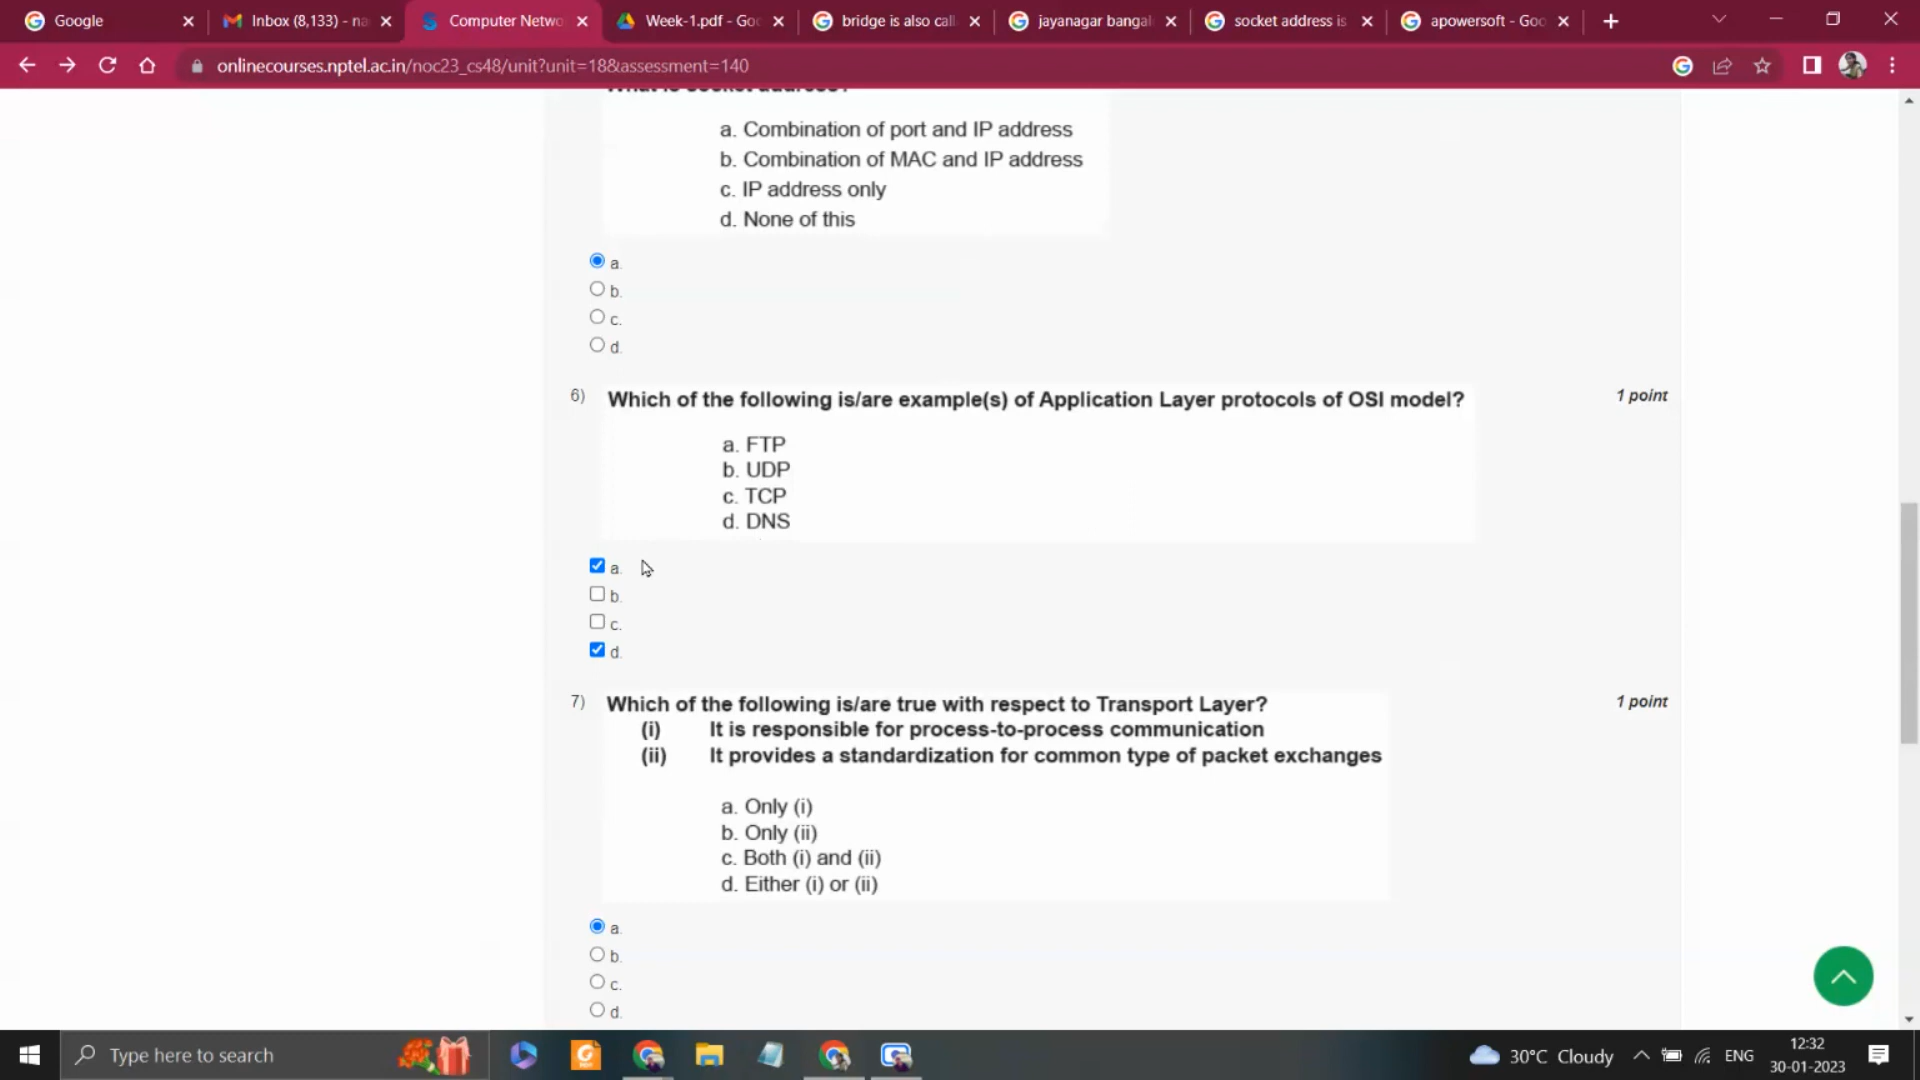 Google
Inbox (8,133) - na
Computer Netwo
Week-1.pdf - Goo
bridge is also call
jayanagar bangal
socket address is
apowersoft - Goo
onlinecourses.nptel.ac.in/noc23_cs48/unit?unit=18&assessment=140
What is socket address?
a. Combination of port and IP address
b. Combination of MAC and IP address
c. IP address only
d. None of this
a.
b.
c.
d.
6) Which of the following is/are example(s) of Application Layer protocols of OSI model? 1 point
a. FTP
b. UDP
c. TCP
d. DNS
a.
b.
c.
d.
7) Which of the following is/are true with respect to Transport Layer? 1 point
(i) It is responsible for process-to-process communication
(ii) It provides a standardization for common type of packet exchanges
a. Only (i)
b. Only (ii)
c. Both (i) and (ii)
d. Either (i) or (ii)
a.
b.
c.
d.
Type here to search
30°C Cloudy
ENG
12:32
30-01-2023